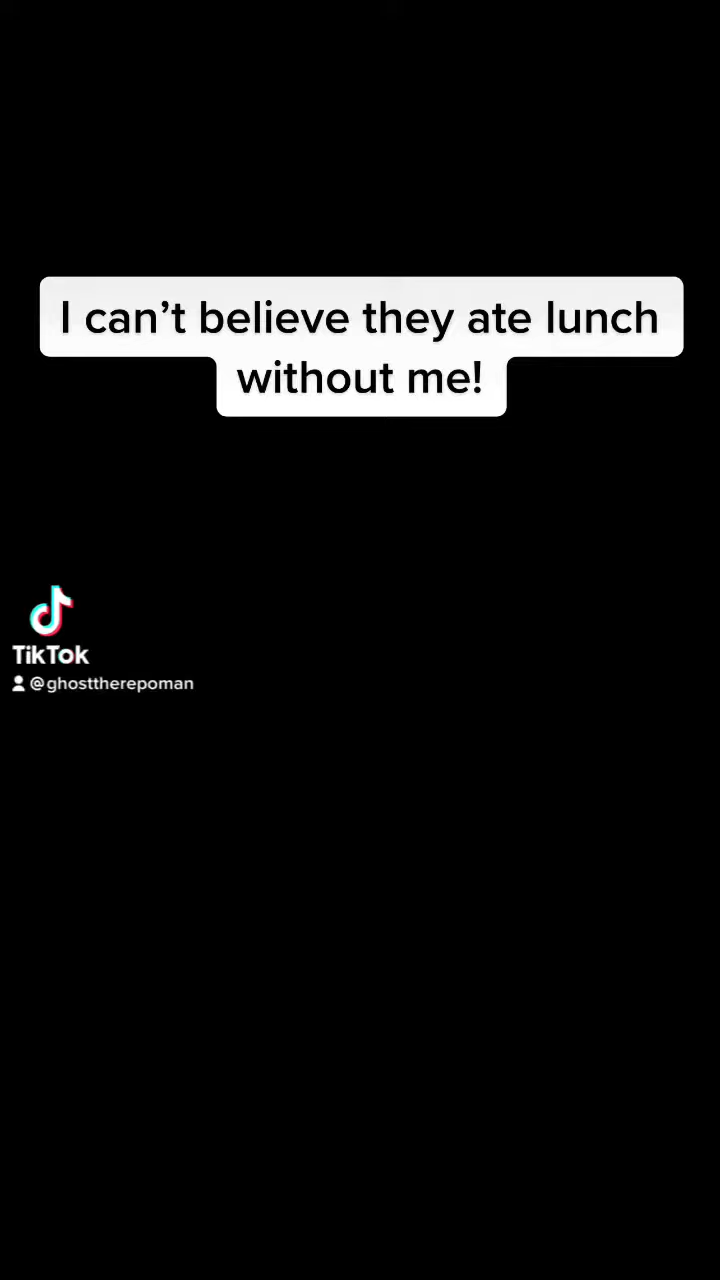 I can’t believe they ate lunch
without me!
TikTok
@ghosttherepoman